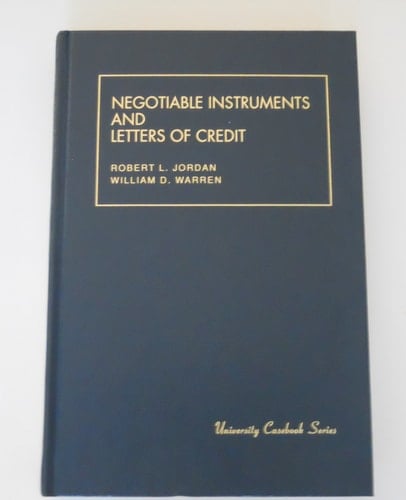 NEGOTIABLE INSTRUMENTS
AND
LETTERS OF CREDIT
ROBERT L. JORDAN
WILLIAM D. WARREN
University Casebook Series